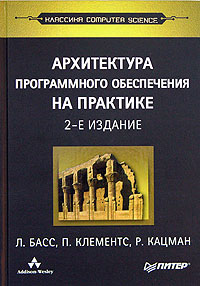 КЛАССИКА COMPUTER SCIENCE
АРХИТЕКТУРА
ПРОГРАММНОГО ОБЕСПЕЧЕНИЯ
НА ПРАКТИКЕ
2-Е ИЗДАНИЕ
Л. БАСС, П. КЛЕМЕНТС, Р. КАЦМАН
Addison-Wesley
ПИТЕР